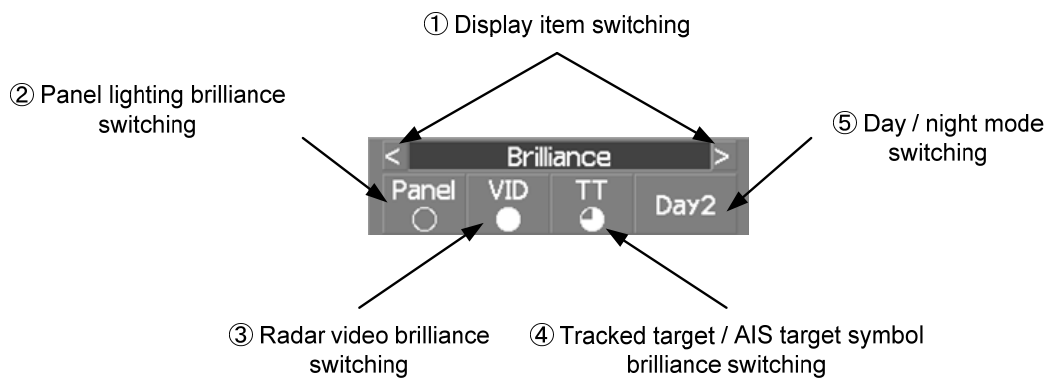 ① Display item switching
② Panel lighting brilliance
switching
⑤ Day / night mode
switching
< Brilliance >
Panel VID TT Day2
③ Radar video brilliance
switching
④ Tracked target / AIS target symbol
brilliance switching